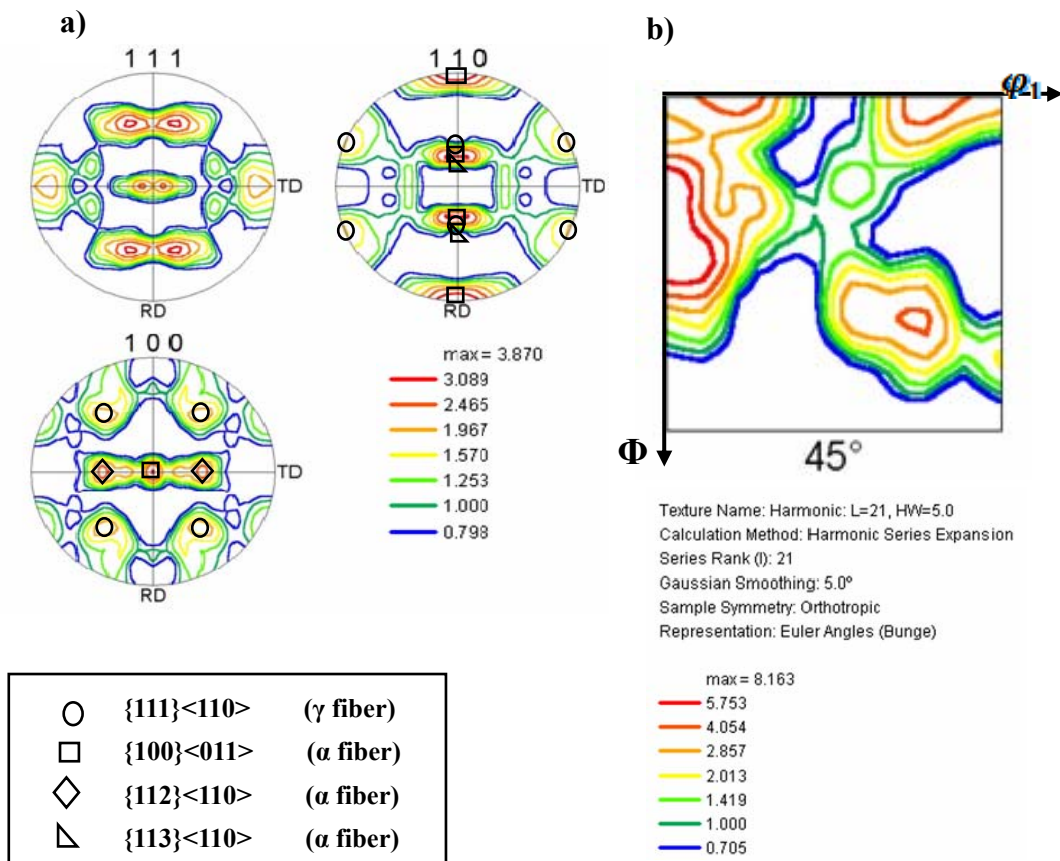 a)
1 1 1
TD
RD
1 1 0
TD
RD
1 0 0
TD
RD
max = 3.870
3.089
2.465
1.967
1.570
1.253
1.000
0.798
{111}<110> (γ fiber)
{100}<011> (α fiber)
{112}<110> (α fiber)
{113}<110> (α fiber)
b)
φ1
Φ
45°
Texture Name: Harmonic: L=21, HW=5.0
Calculation Method: Harmonic Series Expansion
Series Rank (l): 21
Gaussian Smoothing: 5.0°
Sample Symmetry: Orthotropic
Representation: Euler Angles (Bunge)
max = 8.163
5.753
4.054
2.857
2.013
1.419
1.000
0.705